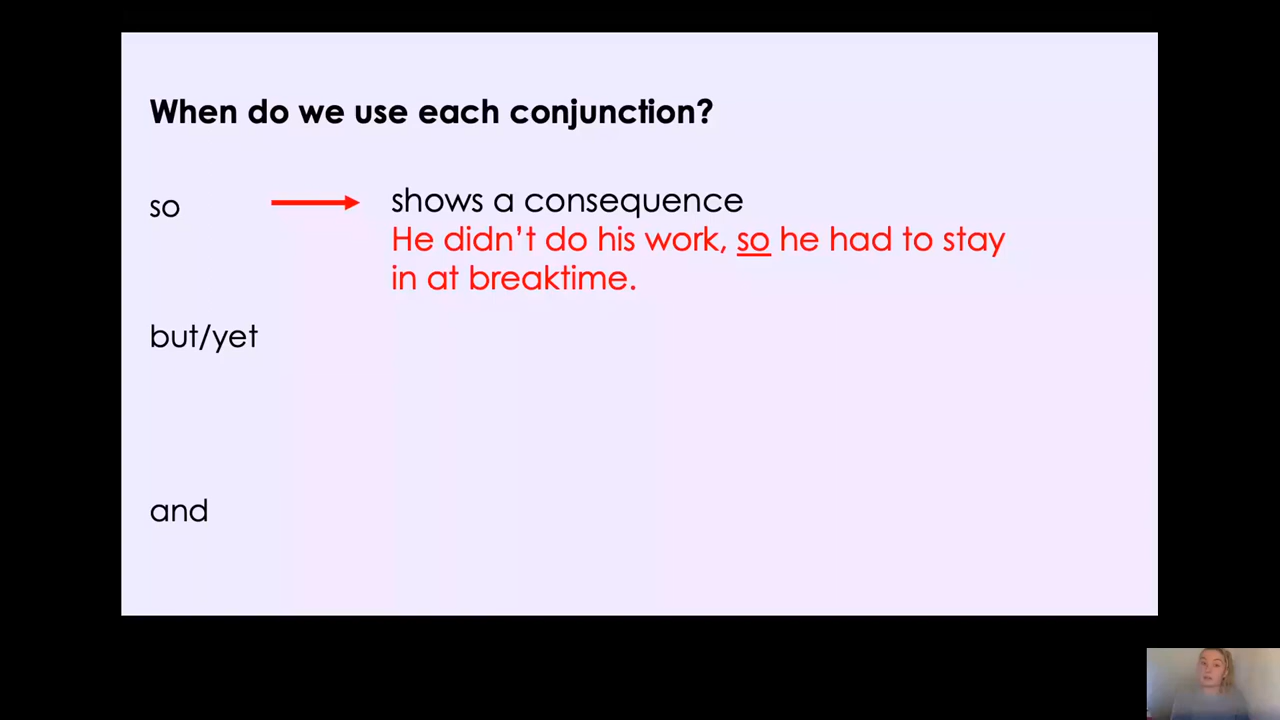 When do we use each conjunction?
so
shows a consequence
He didn't do his work, so he had to stay
in at breaktime.
but/yet
and